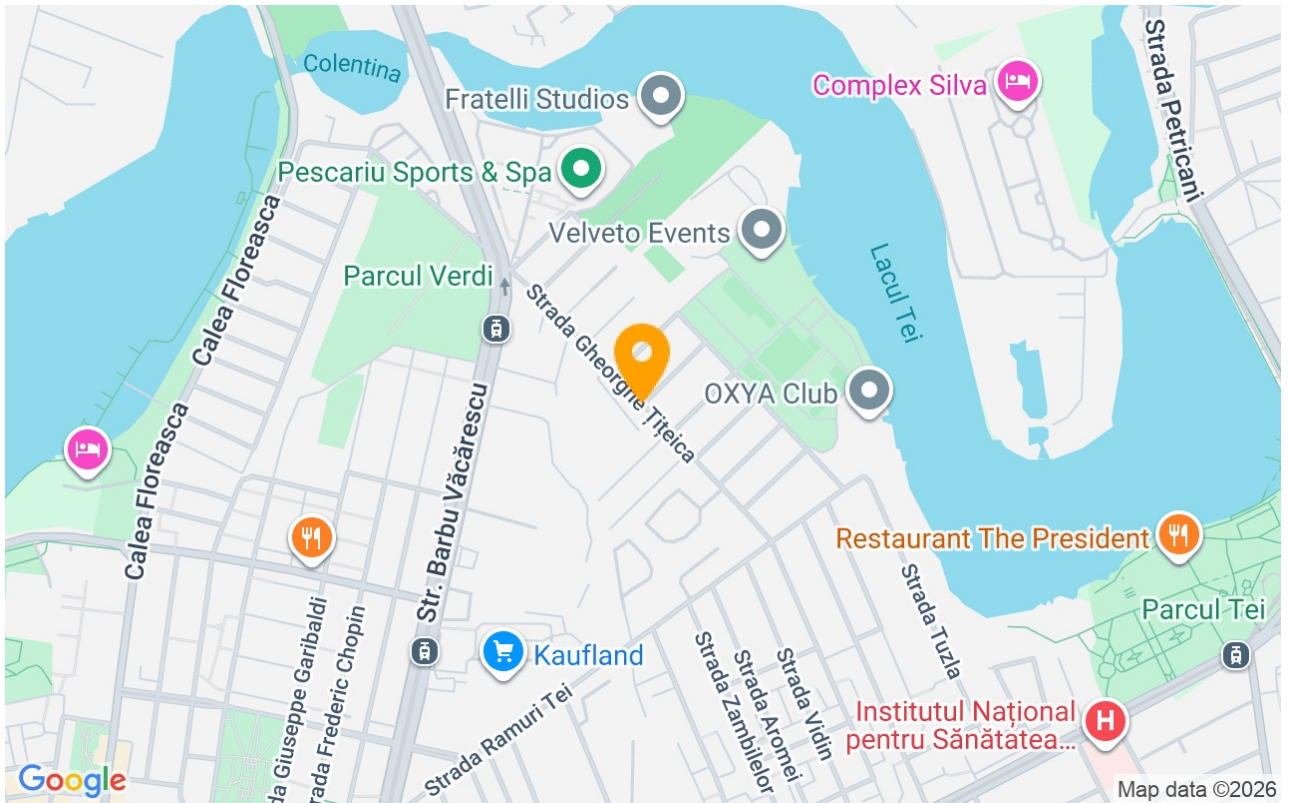 Colentina
Fratelli Studios
Complex Silva
Strada Petricani
Pescariu Sports & Spa
Calea Floreasca
Velveto Events
Lacul Tei
Parcul Verdi
Strada Gheorghe Țițeica
OXYA Club
Calea Floreasca
Str. Barbu Văcărescu
Restaurant The President
Strada Tuzla
Parcul Tei
Kaufland
Strada Zambilelor
Strada Aromei
Strada Vidin
Strada Ramuri Tei
da Giuseppe Garibaldi
rada Frederic Chopin
Institutul Național
pentru Sănătatea...
H
Google
Map data ©2026